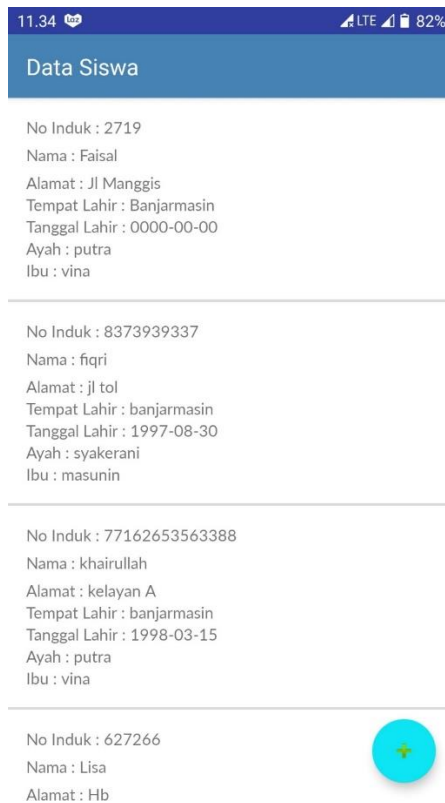 11.34 Laz LTE 82%
Data Siswa
No Induk : 2719
Nama : Faisal
Alamat : Jl Manggis
Tempat Lahir : Banjarmasin
Tanggal Lahir : 0000-00-00
Ayah : putra
Ibu : vina
No Induk : 8373939337
Nama : fiqri
Alamat : jl tol
Tempat Lahir : banjarmasin
Tanggal Lahir : 1997-08-30
Ayah : syakerani
Ibu : masunin
No Induk : 77162653563388
Nama : khairullah
Alamat : kelayan A
Tempat Lahir : banjarmasin
Tanggal Lahir : 1998-03-15
Ayah : putra
Ibu : vina
No Induk : 627266
Nama : Lisa
Alamat : Hb